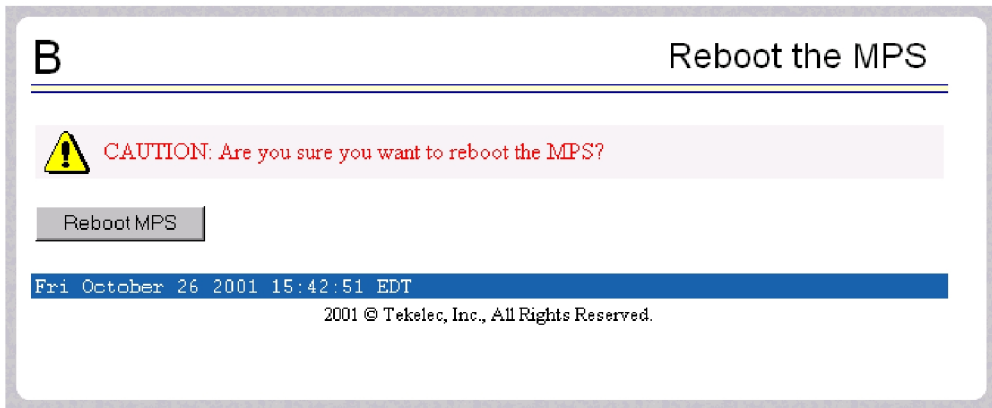 B
Reboot the MPS
CAUTION: Are you sure you want to reboot the MPS?
Reboot MPS
Fri October 26 2001 15:42:51 EDT
2001 © Tekelec, Inc., All Rights Reserved.